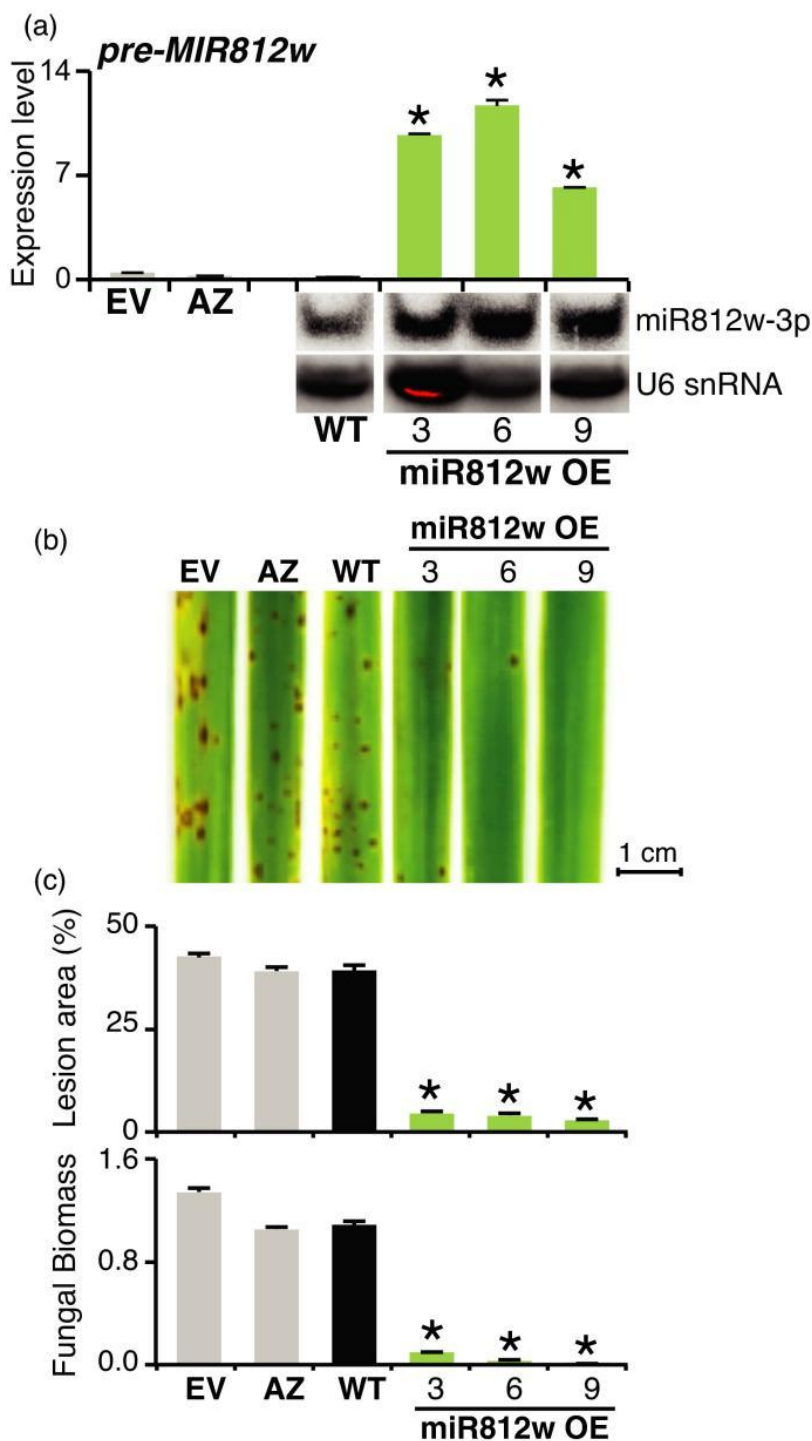 (a)
pre-MIR812w
Expression level
14
7
0
EV AZ
* * *
miR812w-3p
U6 snRNA
WT 3 6 9
miR812w OE
(b)
miR812w OE
EV AZ WT 3 6 9
1 cm
(c)
Lesion area (%)
50
25
0
* * *
Fungal Biomass
1.6
0.8
0.0
* * *
EV AZ WT 3 6 9
miR812w OE